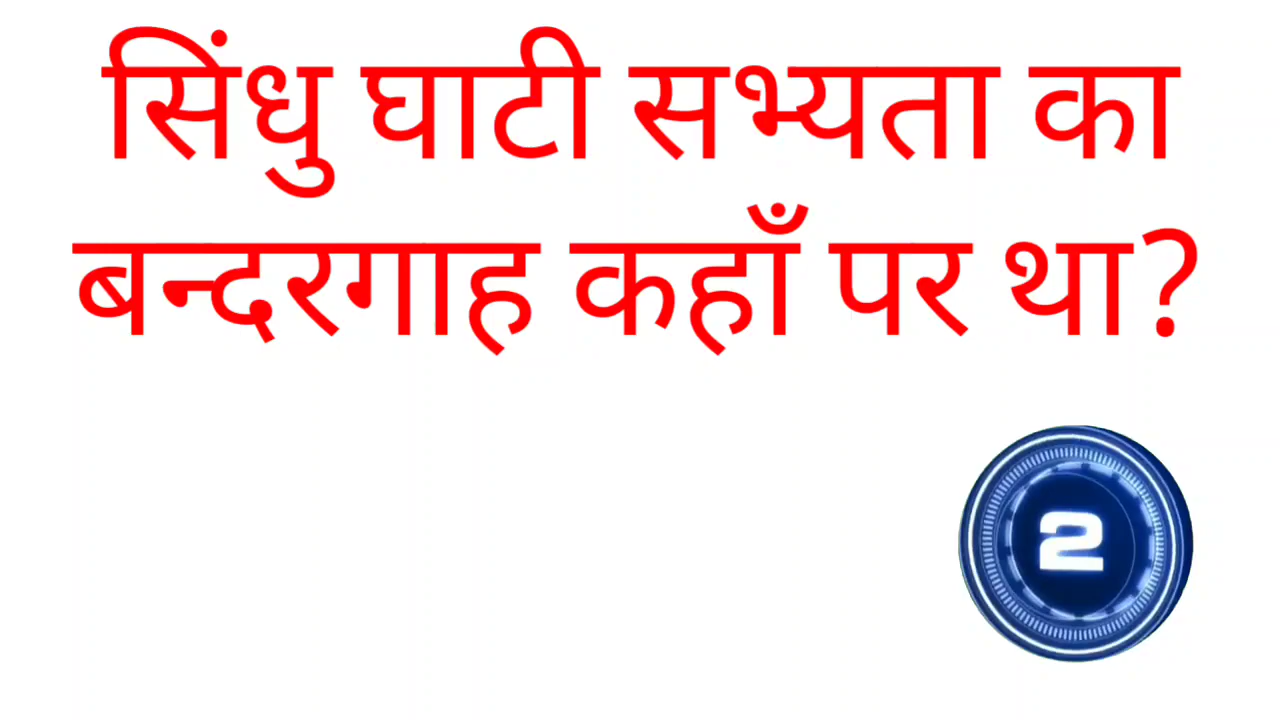 सिंधु घाटी सभ्यता का
बन्दरगाह कहाँ पर था?
2